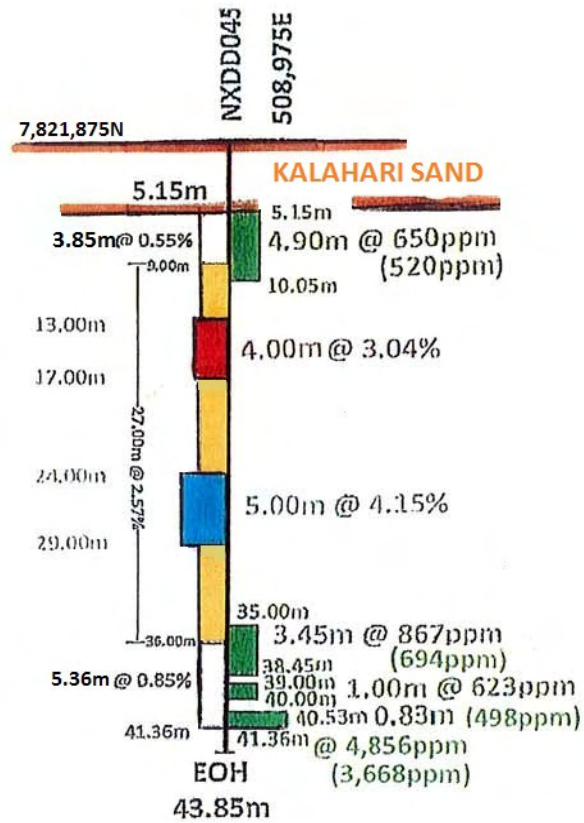 NXDD045
508,975E
7,821,875N
KALAHARI SAND
5.15m
5.15m
3.85m@ 0.55%
4.90m @ 650ppm
(520ppm)
9.00m
10.05m
13.00m
4.00m @ 3.04%
17.00m
27.00m @ 2.57%
24.00m
5.00m @ 4.15%
29.00m
35.00m
3.45m @ 867ppm
(694ppm)
36.00m
38.45m
5.36m @ 0.85%
39.00m
1.00m @ 623ppm
40.00m
40.53m 0.83m (498ppm)
41.36m
41.36m @ 4,856ppm
(3,668ppm)
EOH
43.85m